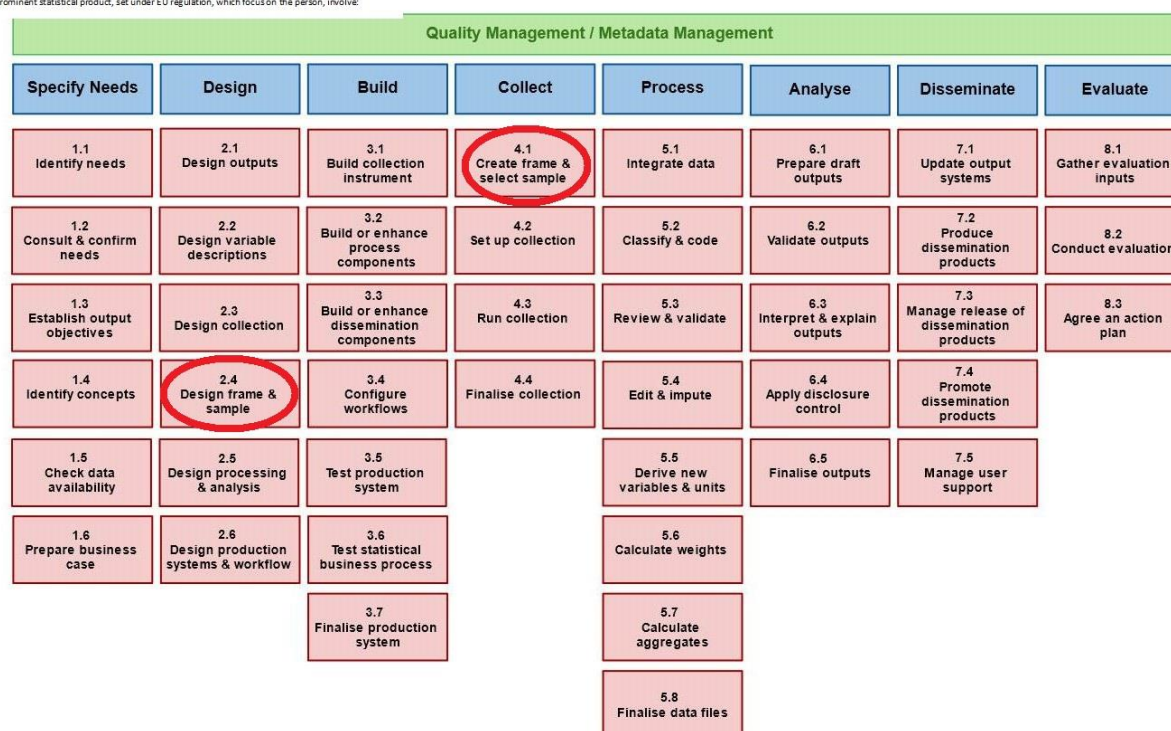 rominent statistical product, set under EU regulation, which focus on the person, involve:
Quality Management / Metadata Management
Specify Needs
Design
Build
Collect
Process
Analyse
Disseminate
Evaluate
1.1
Identify needs
2.1
Design outputs
3.1
Build collection
instrument
4.1
Create frame &
select sample
5.1
Integrate data
6.1
Prepare draft
outputs
7.1
Update output
systems
8.1
Gather evaluation
inputs
1.2
Consult & confirm
needs
2.2
Design variable
descriptions
3.2
Build or enhance
process
components
4.2
Set up collection
5.2
Classify & code
6.2
Validate outputs
7.2
Produce
dissemination
products
8.2
Conduct evaluation
1.3
Establish output
objectives
2.3
Design collection
3.3
Build or enhance
dissemination
components
4.3
Run collection
5.3
Review & validate
6.3
Interpret & explain
outputs
7.3
Manage release of
dissemination
products
8.3
Agree an action
plan
1.4
Identify concepts
2.4
Design frame &
sample
3.4
Configure
workflows
4.4
Finalise collection
5.4
Edit & impute
6.4
Apply disclosure
control
7.4
Promote
dissemination
products
1.5
Check data
availability
2.5
Design processing
& analysis
3.5
Test production
system
5.5
Derive new
variables & units
6.5
Finalise outputs
7.5
Manage user
support
1.6
Prepare business
case
2.6
Design production
systems & workflow
3.6
Test statistical
business process
5.6
Calculate weights
3.7
Finalise production
system
5.7
Calculate
aggregates
5.8
Finalise data files